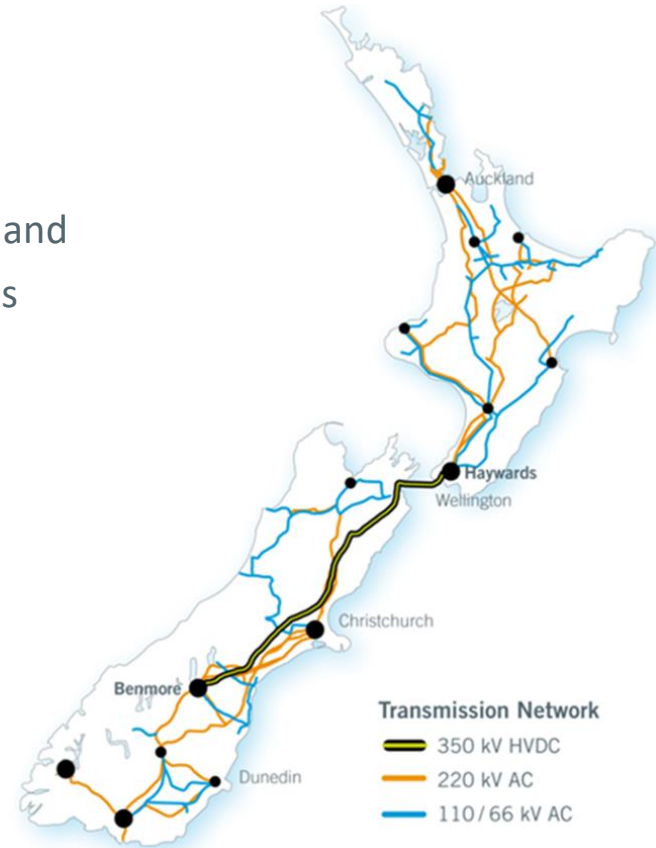 and
s
Auckland
Haywards
Wellington
Christchurch
Benmore
Dunedin
Transmission Network
350 kV HVDC
220 kV AC
110/66 kV AC